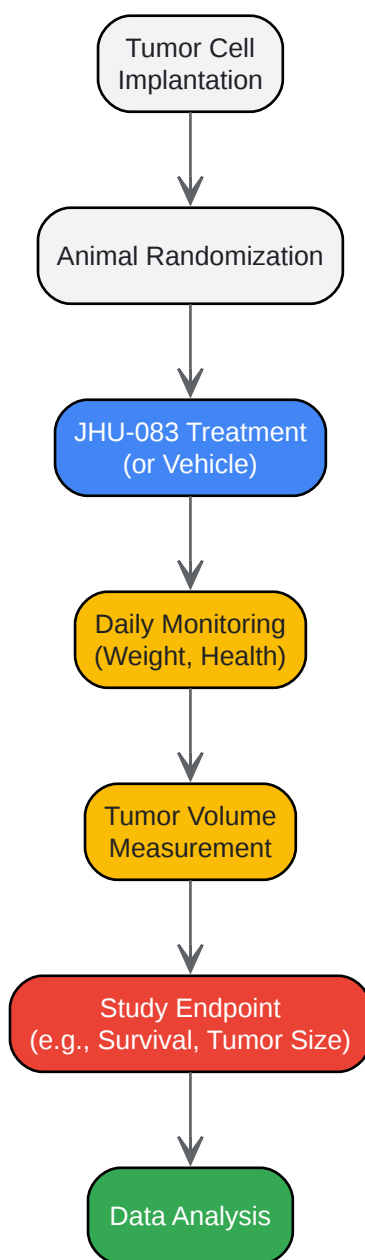 Tumor Cell
Implantation
Animal Randomization
JHU-083 Treatment
(or Vehicle)
Daily Monitoring
(Weight, Health)
Tumor Volume
Measurement
Study Endpoint
(e.g., Survival, Tumor Size)
Data Analysis